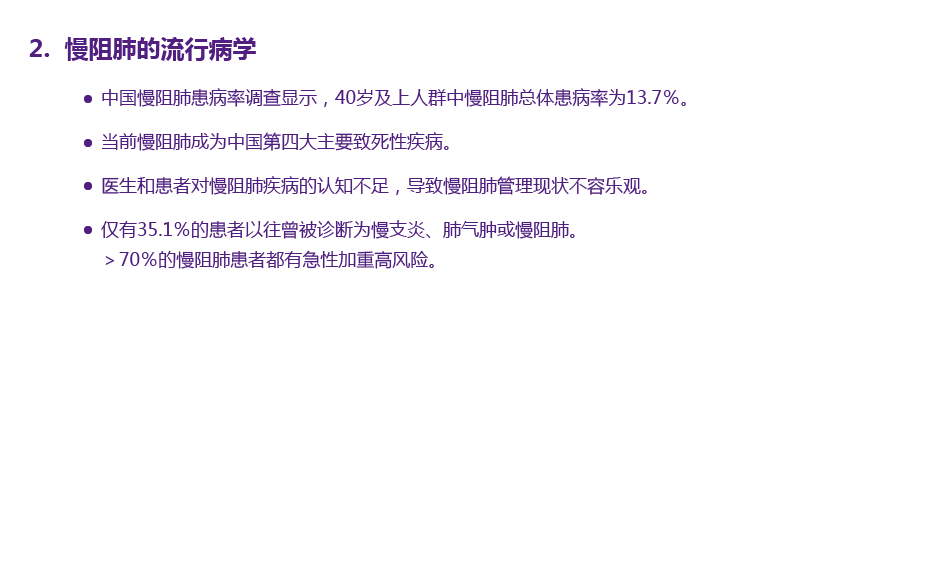 2. 慢阻肺的流行病学
• 中国慢阻肺患病率调查显示，40岁及上人群中慢阻肺总体患病率为13.7%。
• 当前慢阻肺成为中国第四大主要致死性疾病。
• 医生和患者对慢阻肺疾病的认知不足，导致慢阻肺管理现状不容乐观。
• 仅有35.1%的患者以往曾被诊断为慢支炎、肺气肿或慢阻肺。
＞70%的慢阻肺患者都有急性加重高风险。